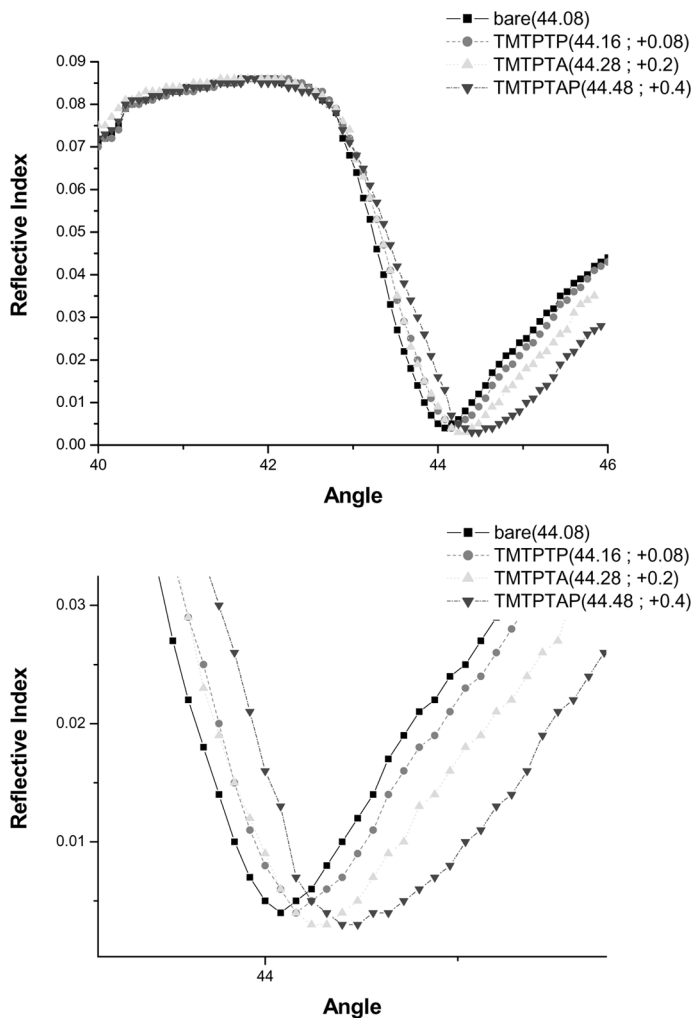 bare(44.08)
TMTPTP(44.16 ; +0.08)
TMTPTA(44.28 ; +0.2)
TMTPTAP(44.48 ; +0.4)
0.09
0.08
0.07
0.06
0.05
0.04
0.03
0.02
0.01
0.00
Reflective Index
40
42
44
46
Angle
bare(44.08)
TMTPTP(44.16 ; +0.08)
TMTPTA(44.28 ; +0.2)
TMTPTAP(44.48 ; +0.4)
0.03
0.02
0.01
Reflective Index
44
Angle